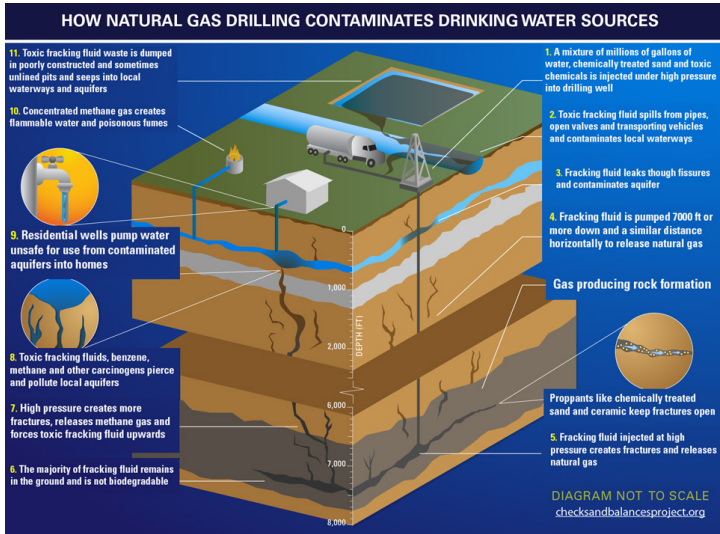 HOW NATURAL GAS DRILLING CONTAMINATES DRINKING WATER SOURCES
11. Toxic fracking fluid waste is dumped
in poorly constructed and sometimes
unlined pits and seeps into local
waterways and aquifers
10. Concentrated methane gas creates
flammable water and poisonous fumes
9. Residential wells pump water
unsafe for use from contaminated
aquifers into homes
8. Toxic fracking fluids, benzene,
methane and other carcinogens pierce
and pollute local aquifers
7. High pressure creates more
fractures, releases methane gas and
forces toxic fracking fluid upwards
6. The majority of fracking fluid remains
in the ground and is not biodegradable
0
1,000
2,000
DEPTH (FT)
6,000
7,000
8,000
1. A mixture of millions of gallons of
water, chemically treated sand and toxic
chemicals is injected under high pressure
into drilling well
2. Toxic fracking fluid spills from pipes,
open valves and transporting vehicles
and contaminates local waterways
3. Fracking fluid leaks though fissures
and contaminates aquifer
4. Fracking fluid is pumped 7000 ft or
more down and a similar distance
horizontally to release natural gas
Gas producing rock formation
Proppants like chemically treated
sand and ceramic keep fractures open
5. Fracking fluid injected at high
pressure creates fractures and releases
natural gas
DIAGRAM NOT TO SCALE
checksandbalancesproject.org